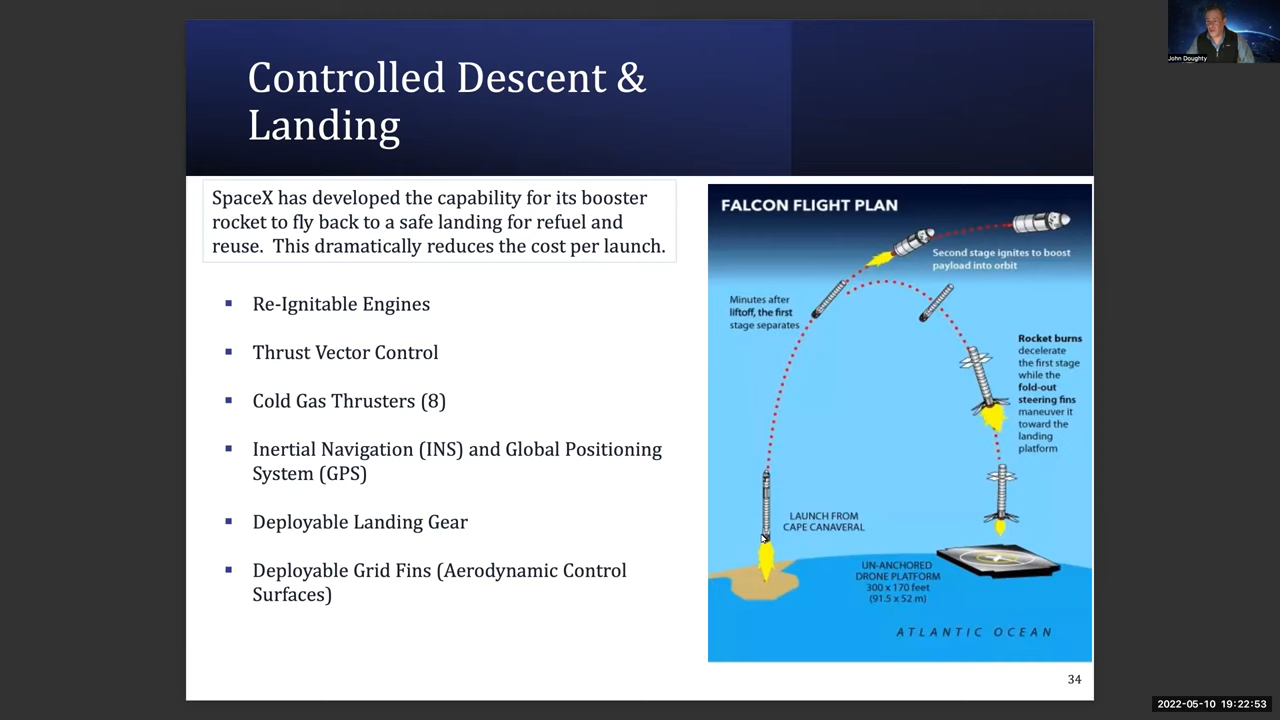 Controlled Descent &
Landing
SpaceX has developed the capability for its booster
rocket to fly back to a safe landing for refuel and
reuse.  This dramatically reduces the cost per launch.
Re-Ignitable Engines
Thrust Vector Control
Cold Gas Thrusters (8)
Inertial Navigation (INS) and Global Positioning
System (GPS)
Deployable Landing Gear
Deployable Grid Fins (Aerodynamic Control
Surfaces)
FALCON FLIGHT PLAN
Second stage ignites to boost
payload into orbit
Minutes after
liftoff, the first
stage separates
Rocket burns
decelerate
the first stage
while the
fold-out
steering fins
maneuver it
toward the
landing
platform
LAUNCH FROM
CAPE CANAVERAL
UN-ANCHORED
DRONE PLATFORM
300 x 170 feet
(91.5 x 52 m)
ATLANTIC OCEAN
34
John Doughty
2022-05-10 19:22:53